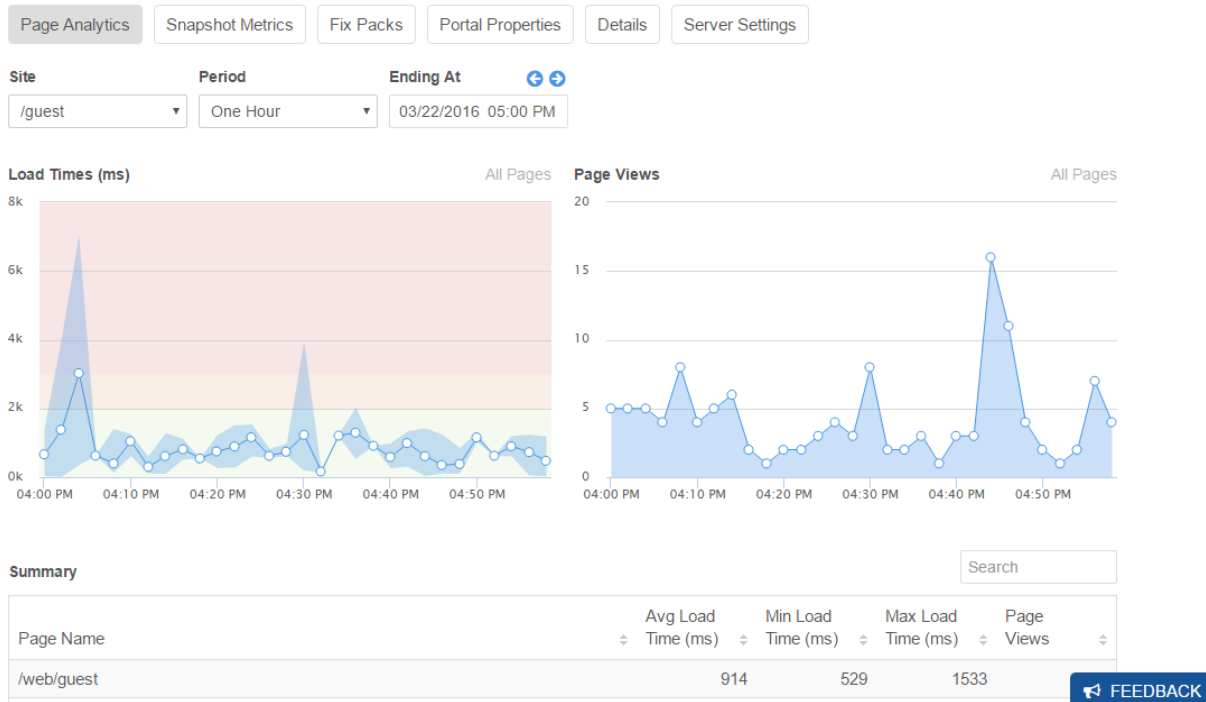 Page Analytics Snapshot Metrics Fix Packs Portal Properties Details Server Settings
Site Period Ending At
/guest One Hour 03/22/2016 05:00 PM
Load Times (ms) All Pages
8k
6k
4k
2k
0k
04:00 PM 04:10 PM 04:20 PM 04:30 PM 04:40 PM 04:50 PM
Page Views All Pages
20
15
10
5
0
04:00 PM 04:10 PM 04:20 PM 04:30 PM 04:40 PM 04:50 PM
Summary Search
Page Name
Avg Load Time (ms)
Min Load Time (ms)
Max Load Time (ms)
Page Views
/web/guest 914 529 1533
FEEDBACK